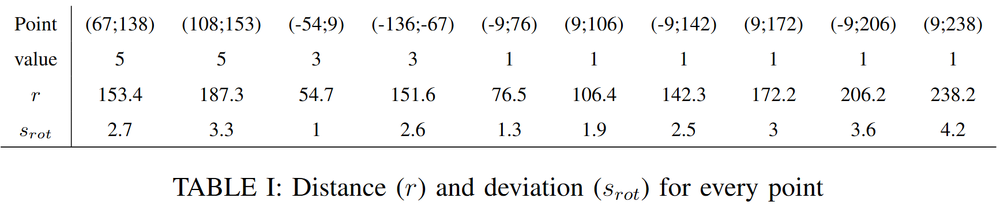 Point (67;138) (108;153) (-54;9) (-136;-67) (-9;76) (9;106) (-9;142) (9;172) (-9;206) (9;238)
value 5 5 3 3 1 1 1 1 1 1
r 153.4 187.3 54.7 151.6 76.5 106.4 142.3 172.2 206.2 238.2
s_rot 2.7 3.3 1 2.6 1.3 1.9 2.5 3 3.6 4.2
TABLE I: Distance (r) and deviation (s_rot) for every point